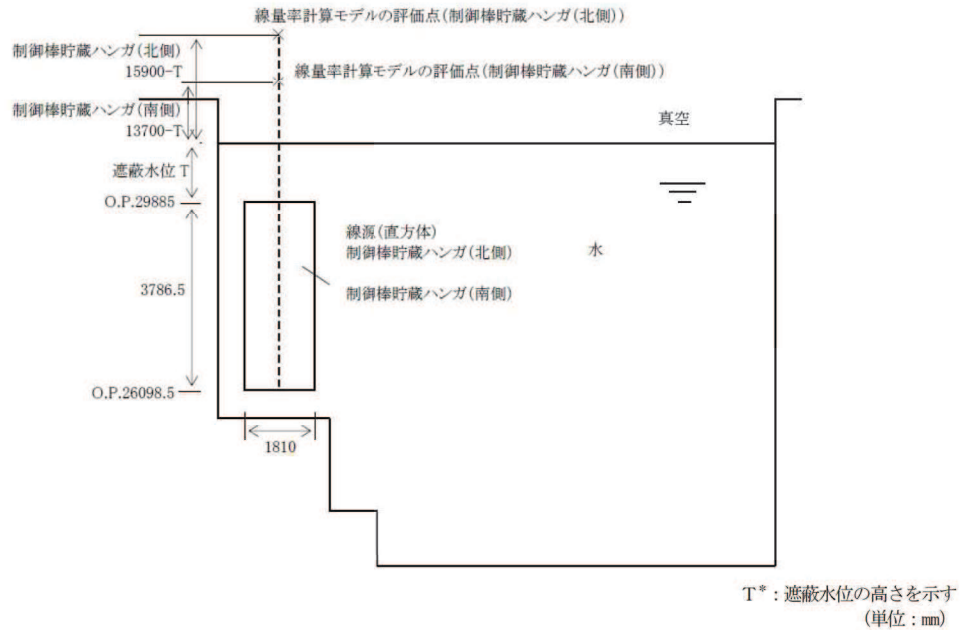 線量率計算モデルの評価点(制御棒貯蔵ハンガ(北側))
制御棒貯蔵ハンガ(北側)
15900-T
線量率計算モデルの評価点(制御棒貯蔵ハンガ(南側))
制御棒貯蔵ハンガ(南側)
13700-T
真空
遮蔽水位 T
O.P.29885
線源(直方体)
制御棒貯蔵ハンガ(北側)
水
制御棒貯蔵ハンガ(南側)
3786.5
O.P.26098.5
1810
T*:遮蔽水位の高さを示す
(単位:mm)